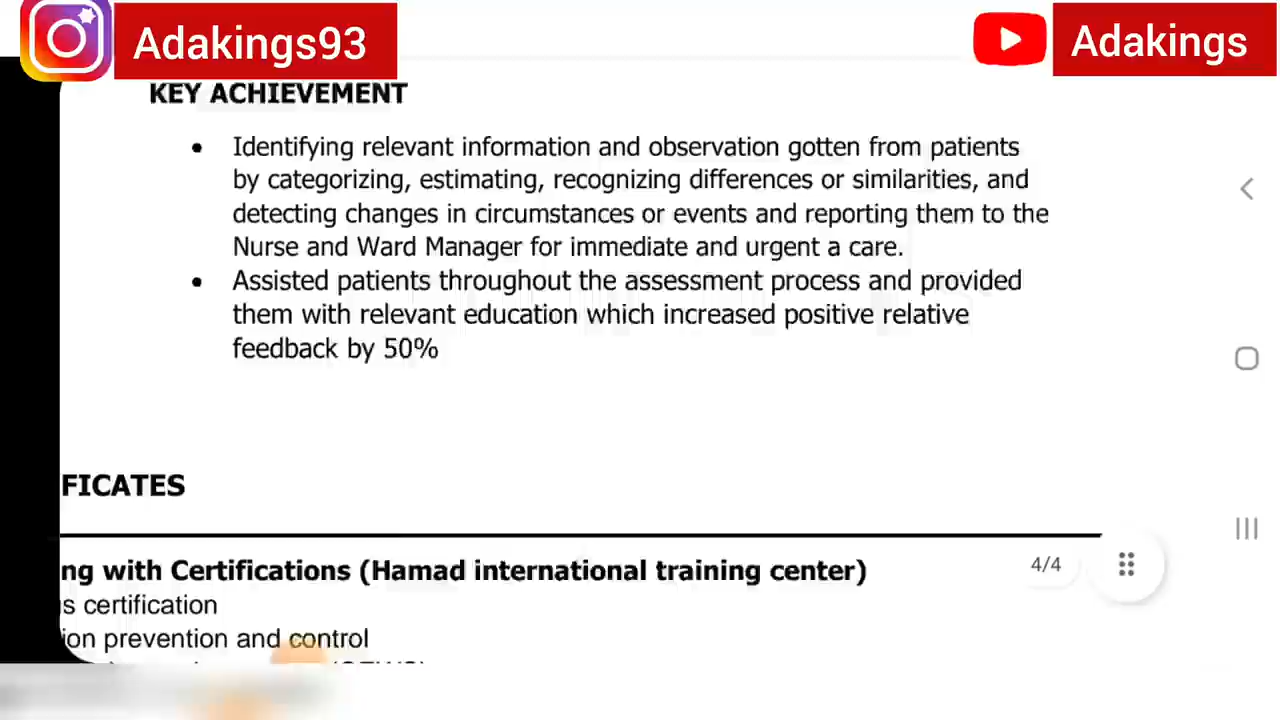 Adakings93
Adakings
KEY ACHIEVEMENT
• Identifying relevant information and observation gotten from patients
by categorizing, estimating, recognizing differences or similarities, and
detecting changes in circumstances or events and reporting them to the
Nurse and Ward Manager for immediate and urgent a care.
• Assisted patients throughout the assessment process and provided
them with relevant education which increased positive relative
feedback by 50%
FICATES
ng with Certifications (Hamad international training center)
4/4
s certification
ion prevention and control